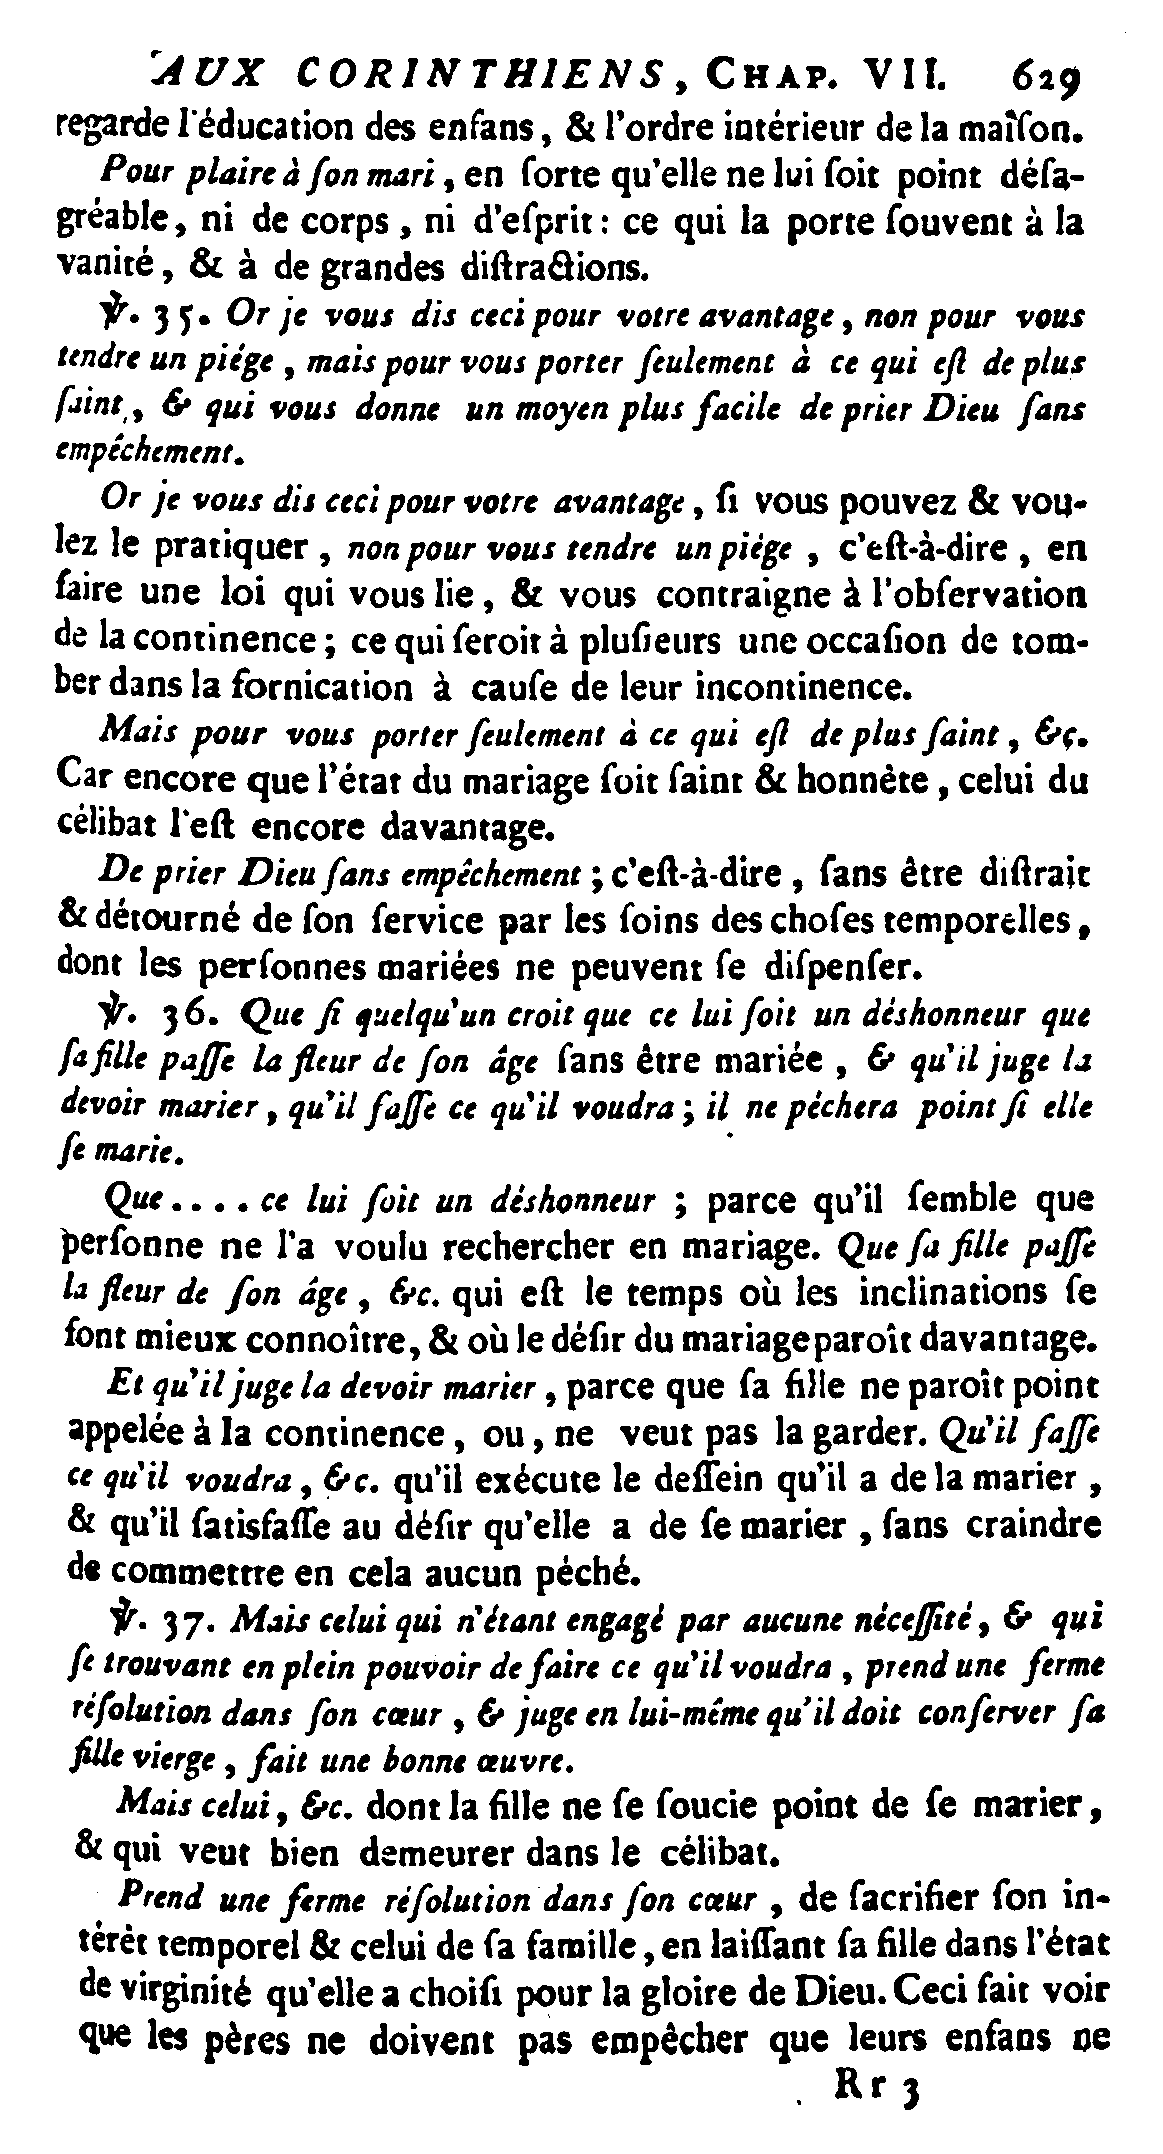 AUX CORINTHIENS, CHAP. VII. 629
regarde l'éducation des enfans, & l'ordre intérieur de la maîſon.
Pour plaire à ſon mari, en ſorte qu'elle ne lui ſoit point déſa-
gréable, ni de corps, ni d'eſprit: ce qui la porte ſouvent à la
vanité, & à de grandes diſtractions.
℣. 35. Or je vous dis ceci pour votre avantage, non pour vous
tendre un piége, mais pour vous porter ſeulement à ce qui eſt de plus
ſaint, & qui vous donne un moyen plus facile de prier Dieu ſans
empêchement.
Or je vous dis ceci pour votre avantage, ſi vous pouvez & vou-
lez le pratiquer, non pour vous tendre un piége, c'eſt-à-dire, en
faire une loi qui vous lie, & vous contraigne à l'obſervation
de la continence; ce qui ſeroit à pluſieurs une occaſion de tom-
ber dans la fornication à cauſe de leur incontinence.
Mais pour vous porter ſeulement à ce qui eſt de plus ſaint, &c.
Car encore que l'état du mariage ſoit ſaint & honnète, celui du
célibat l'eſt encore davantage.
De prier Dieu ſans empêchement; c'eſt-à-dire, ſans être diſtrait
& détourné de ſon ſervice par les ſoins des choſes temporelles,
dont les perſonnes mariées ne peuvent ſe diſpenſer.
℣. 36. Que ſi quelqu'un croit que ce lui ſoit un déshonneur que
ſa fille paſſe la fleur de ſon âge ſans être mariée, & qu'il juge la
devoir marier, qu'il faſſe ce qu'il voudra; il ne péchera point ſi elle
ſe marie.
Que.... ce lui ſoit un déshonneur; parce qu'il ſemble que
perſonne ne l'a voulu rechercher en mariage. Que ſa fille paſſe
la fleur de ſon âge, &c. qui eſt le temps où les inclinations ſe
font mieux connoître, & où le déſir du mariage paroît davantage.
Et qu'il juge la devoir marier, parce que ſa fille ne paroît point
appelée à la continence, ou, ne veut pas la garder. Qu'il faſſe
ce qu'il voudra, &c. qu'il exécute le deſſein qu'il a de la marier,
& qu'il ſatisfaſſe au déſir qu'elle a de ſe marier, ſans craindre
de commettre en cela aucun péché.
℣. 37. Mais celui qui n'étant engagé par aucune néceſſité, & qui
ſe trouvant en plein pouvoir de faire ce qu'il voudra, prend une ferme
réſolution dans ſon cœur, & juge en lui-même qu'il doit conſerver ſa
fille vierge, fait une bonne œuvre.
Mais celui, &c. dont la fille ne ſe ſoucie point de ſe marier,
& qui veut bien demeurer dans le célibat.
Prend une ferme réſolution dans ſon cœur, de ſacrifier ſon in-
térêt temporel & celui de ſa famille, en laiſſant ſa fille dans l'état
de virginité qu'elle a choiſi pour la gloire de Dieu. Ceci fait voir
que les pères ne doivent pas empêcher que leurs enfans ne
Rr 3